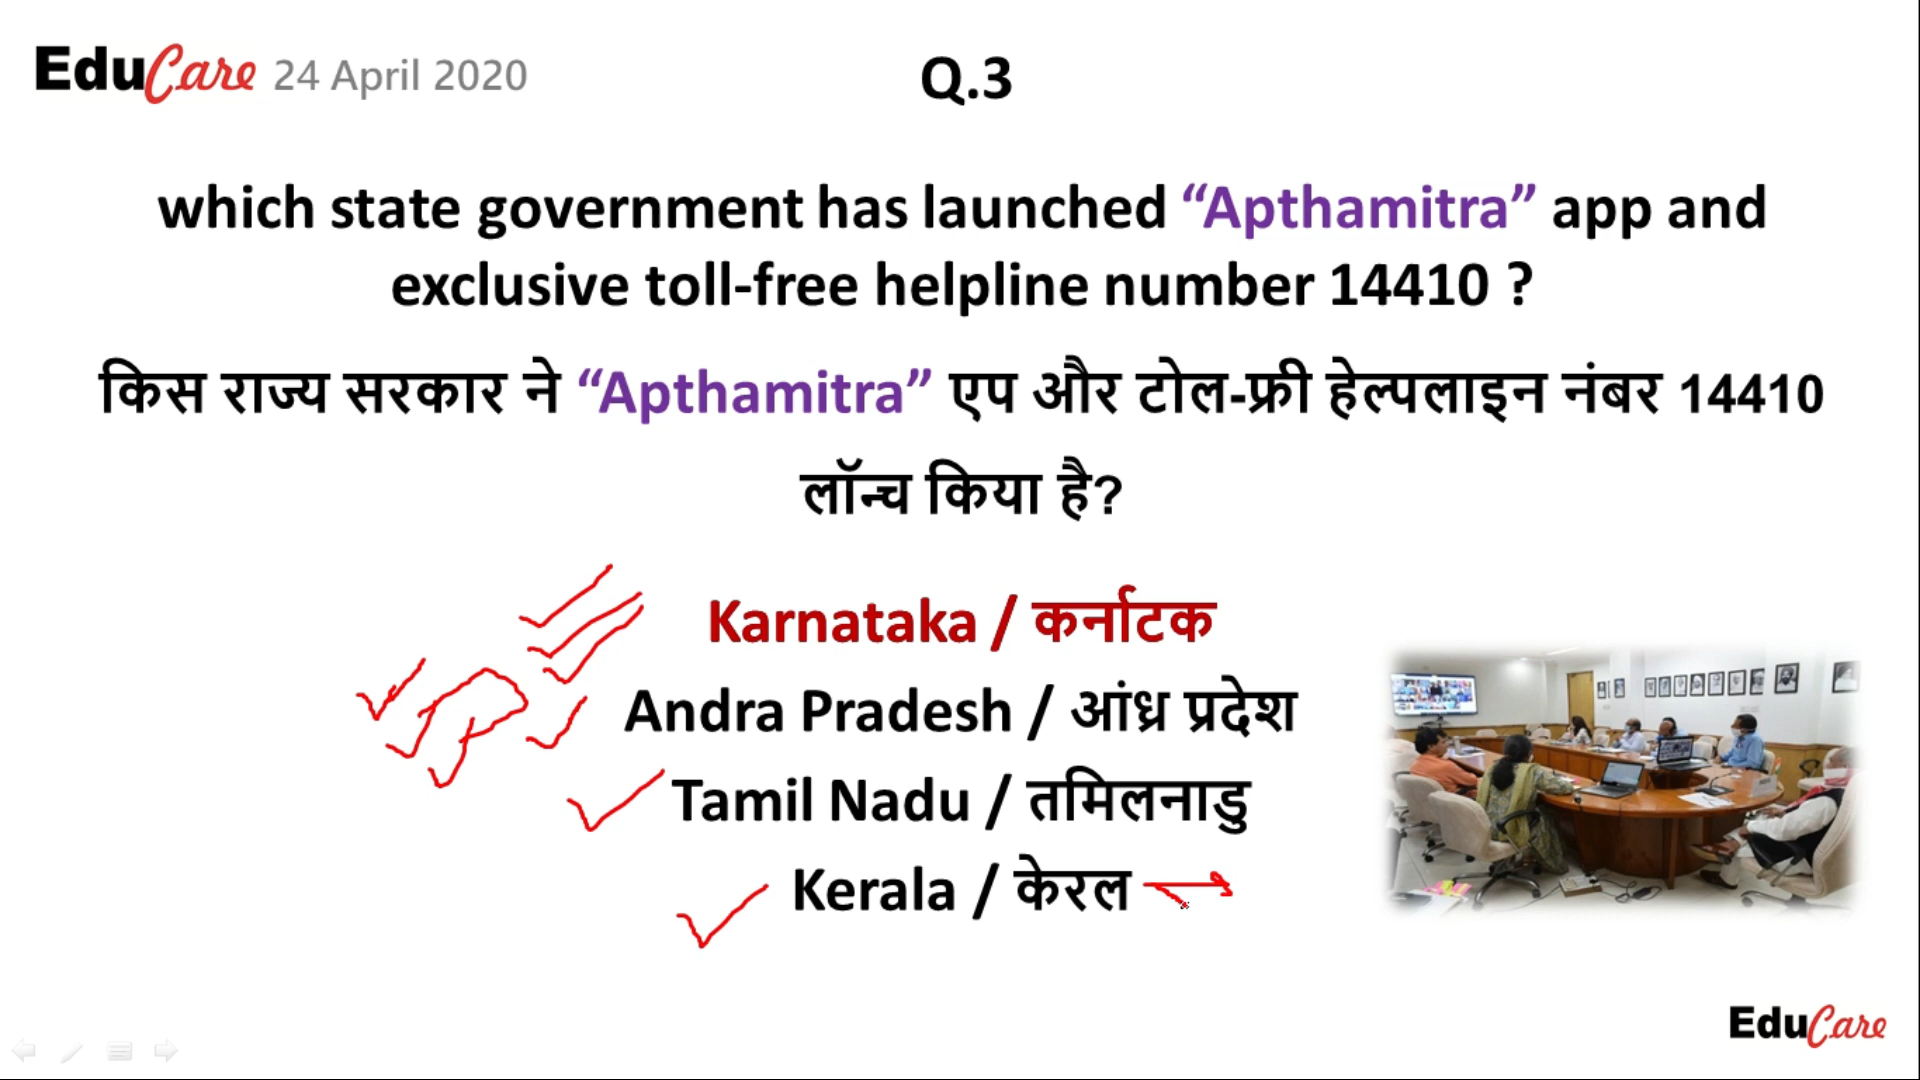 EduCare 24 April 2020
Q.3
which state government has launched “Apthamitra” app and
exclusive toll-free helpline number 14410 ?
किस राज्य सरकार ने “Apthamitra” एप और टोल-फ्री हेल्पलाइन नंबर 14410
लॉन्च किया है?
Karnataka / कर्नाटक
Andra Pradesh / आंध्र प्रदेश
Tamil Nadu / तमिलनाडु
Kerala / केरल
EduCare